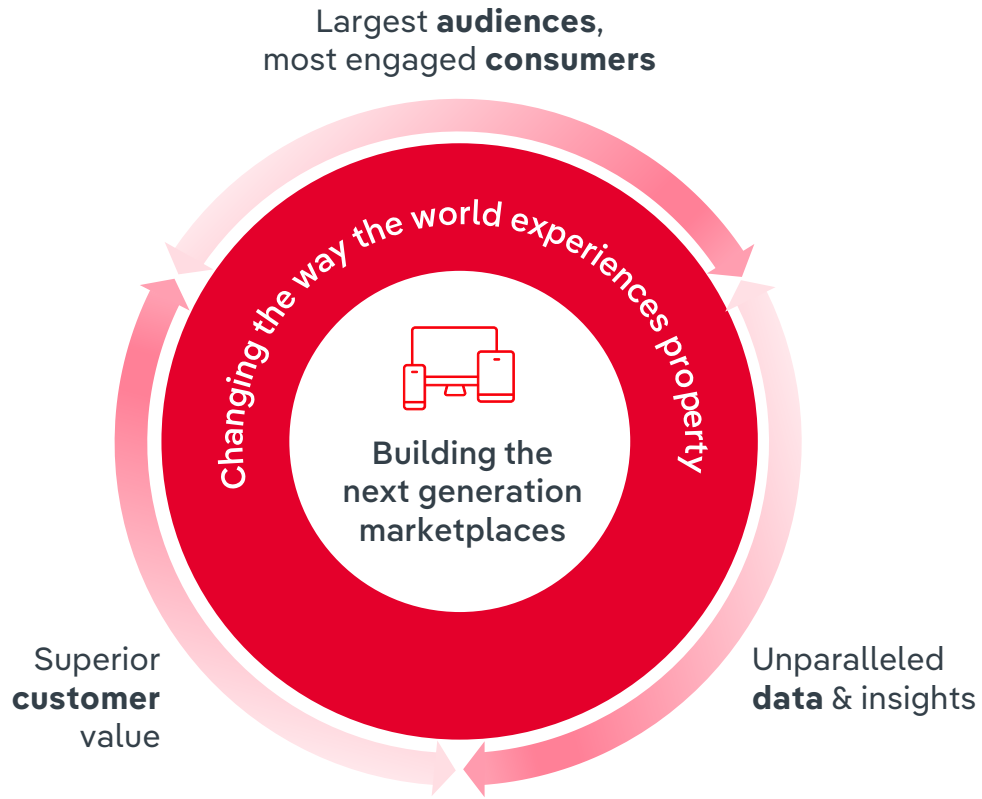 Largest audiences,
most engaged consumers
Changing the way the world experiences property
Building the
next generation
marketplaces
Superior
customer
value
Unparalleled
data & insights